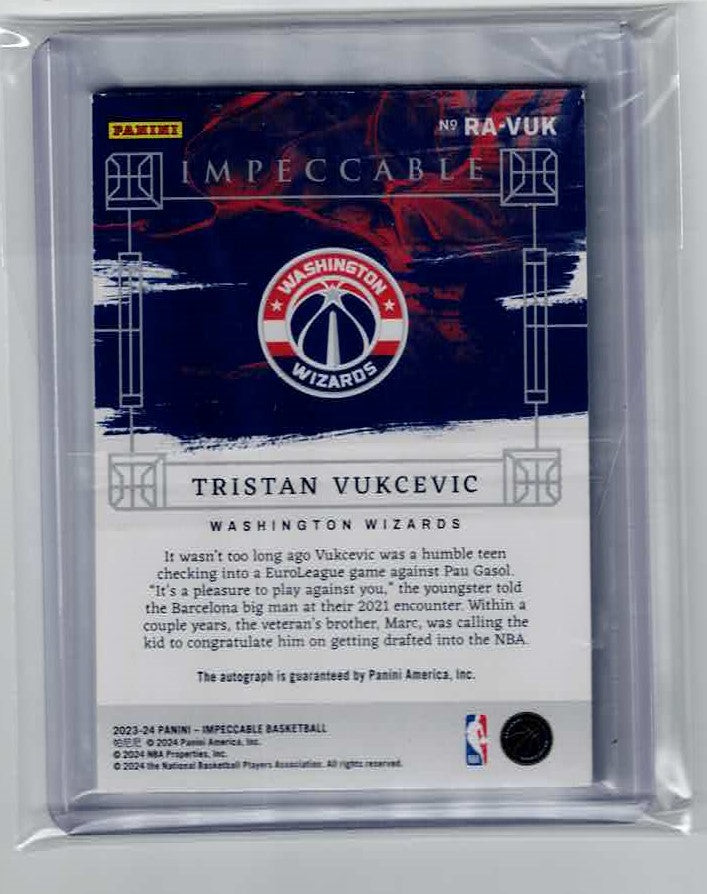 PANINI
Nº RA-VUK
IMPECCABLE
WASHINGTON
WIZARDS
TRISTAN VUKCEVIC
WASHINGTON WIZARDS
It wasn't too long ago Vukcevic was a humble teen
checking into a EuroLeague game against Pau Gasol.
"It's a pleasure to play against you," the youngster told
the Barcelona big man at their 2021 encounter. Within a
couple years, the veteran's brother, Marc, was calling the
kid to congratulate him on getting drafted into the NBA.
The autograph is guaranteed by Panini America, Inc.
2023-24 PANINI – IMPECCABLE BASKETBALL
帕尼尼 © 2024 Panini America, Inc.
© 2024 NBA Properties, Inc.
© 2024 the National Basketball Players Association. All rights reserved.